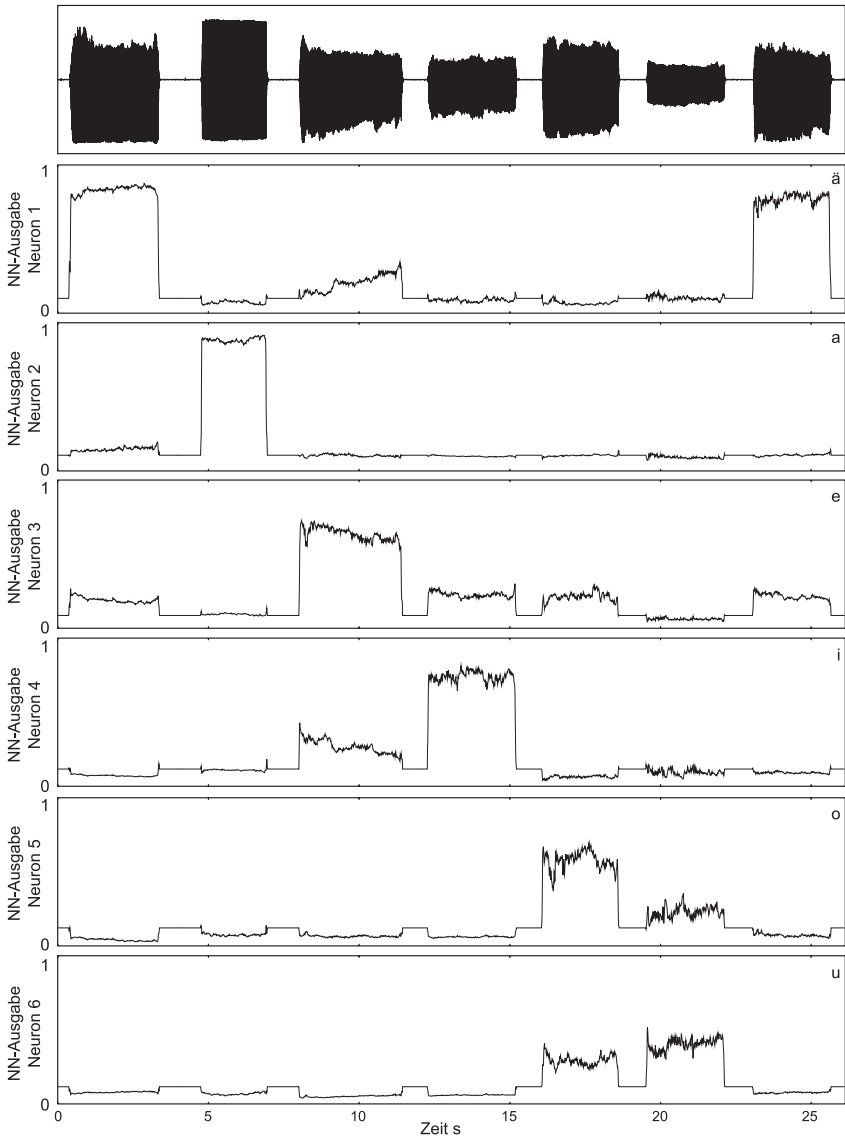 1
NN-Ausgabe
Neuron 1
0
ä
1
NN-Ausgabe
Neuron 2
0
a
1
NN-Ausgabe
Neuron 3
0
e
1
NN-Ausgabe
Neuron 4
0
i
1
NN-Ausgabe
Neuron 5
0
o
1
NN-Ausgabe
Neuron 6
0
u
0 5 10 15 20 25
Zeit s